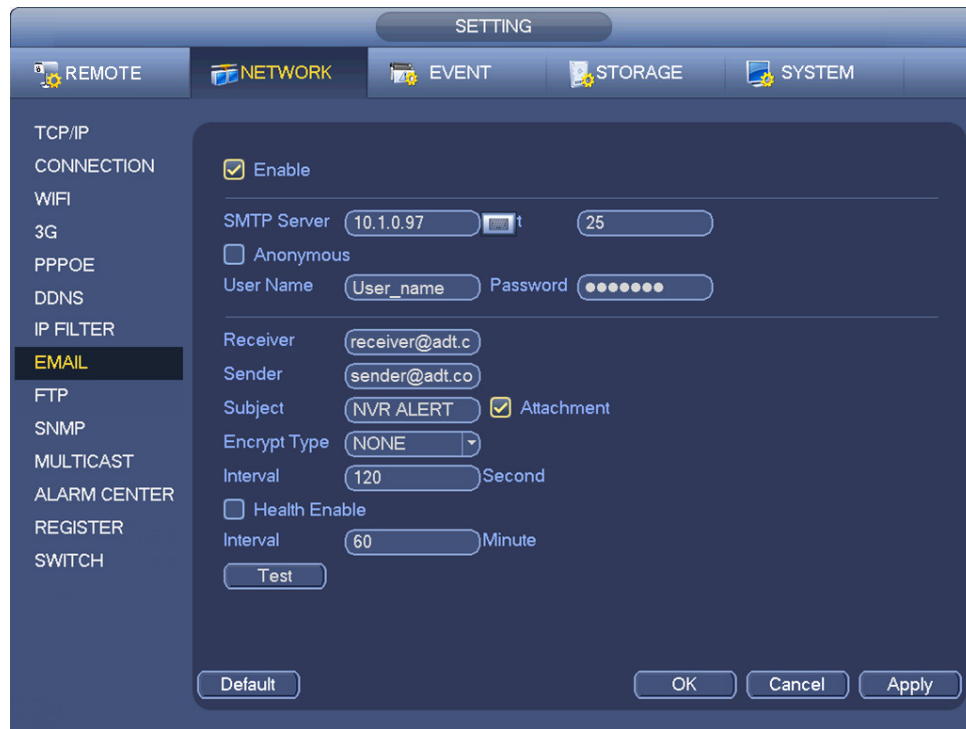 SETTING
REMOTE NETWORK EVENT STORAGE SYSTEM
TCP/IP
CONNECTION
WIFI
3G
PPPOE
DDNS
IP FILTER
EMAIL
FTP
SNMP
MULTICAST
ALARM CENTER
REGISTER
SWITCH
Enable
SMTP Server 10.1.0.97 t 25
Anonymous
User Name User_name Password ●●●●●●●
Receiver receiver@adt.c
Sender sender@adt.co
Subject NVR ALERT Attachment
Encrypt Type NONE
Interval 120 Second
Health Enable
Interval 60 Minute
Test
Default OK Cancel Apply